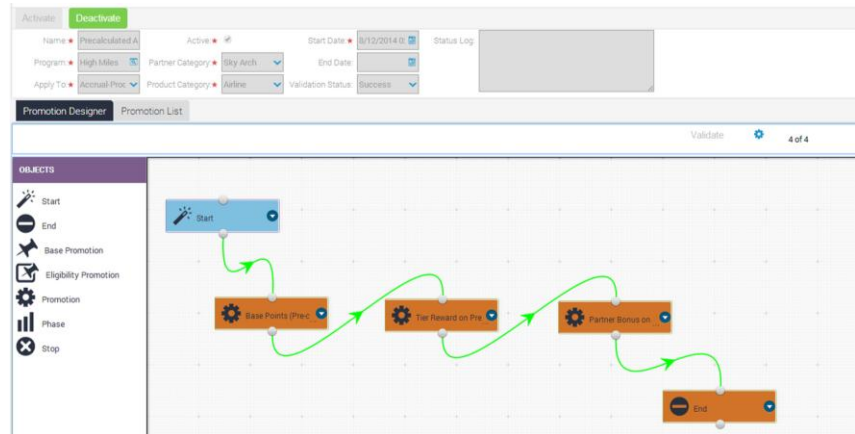 Activate Deactivate
Name: Precalculated A Active: Start Date: 8/12/2014 0: Status Log:
Program: High Miles Partner Category: Sky Arch End Date:
Apply To: Accrual-Proc Product Category: Airline Validation Status: Success
Promotion Designer Promotion List
Validate 4 of 4
OBJECTS
Start
End
Base Promotion
Eligibility Promotion
Promotion
Phase
Stop
Start
Base Points (Pre-c
Tier Reward on Pre ...
Partner Bonus on ...
End